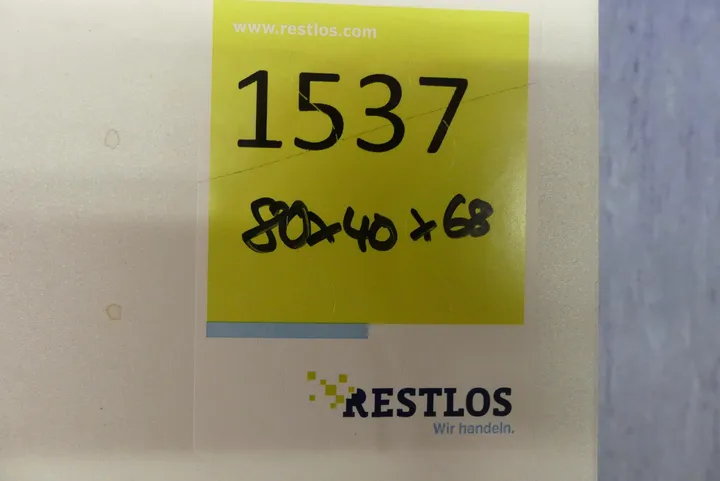 www.restlos.com
1537
80x40x68
RESTLOS
Wir handeln.